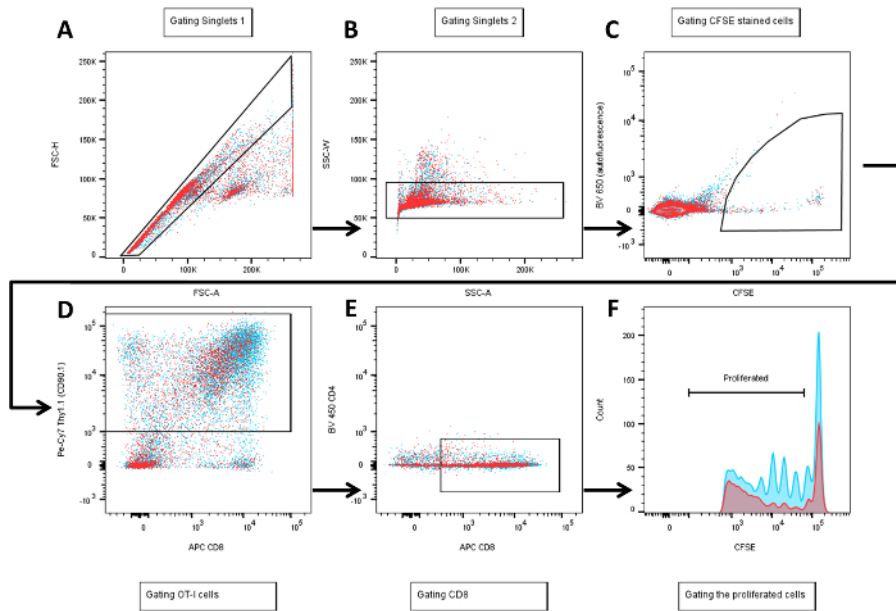 Gating Singlets 1
Gating Singlets 2
Gating CFSE stained cells
A
B
C
FSC-H
250K
200K
150K
100K
50K
0
0
100K
200K
FSC-A
SSC-W
250K
200K
150K
100K
50K
0
0
50K
100K
150K
200K
250K
SSC-A
BV 650 (autofluorescence)
10^5
10^4
10^3
0
-10^3
0
10^3
10^4
10^5
CFSE
D
E
F
Pe-Cy7 Thy1.1 (CD90.1)
10^5
10^4
10^3
0
-10^3
0
10^3
10^4
10^5
APC CD8
BV 450 CD4
10^5
10^4
10^3
0
-10^3
0
10^3
10^4
10^5
APC CD8
Count
200
150
100
50
0
Proliferated
0
10^3
10^4
10^5
CFSE
Gating OT-I cells
Gating CD8
Gating the proliferated cells